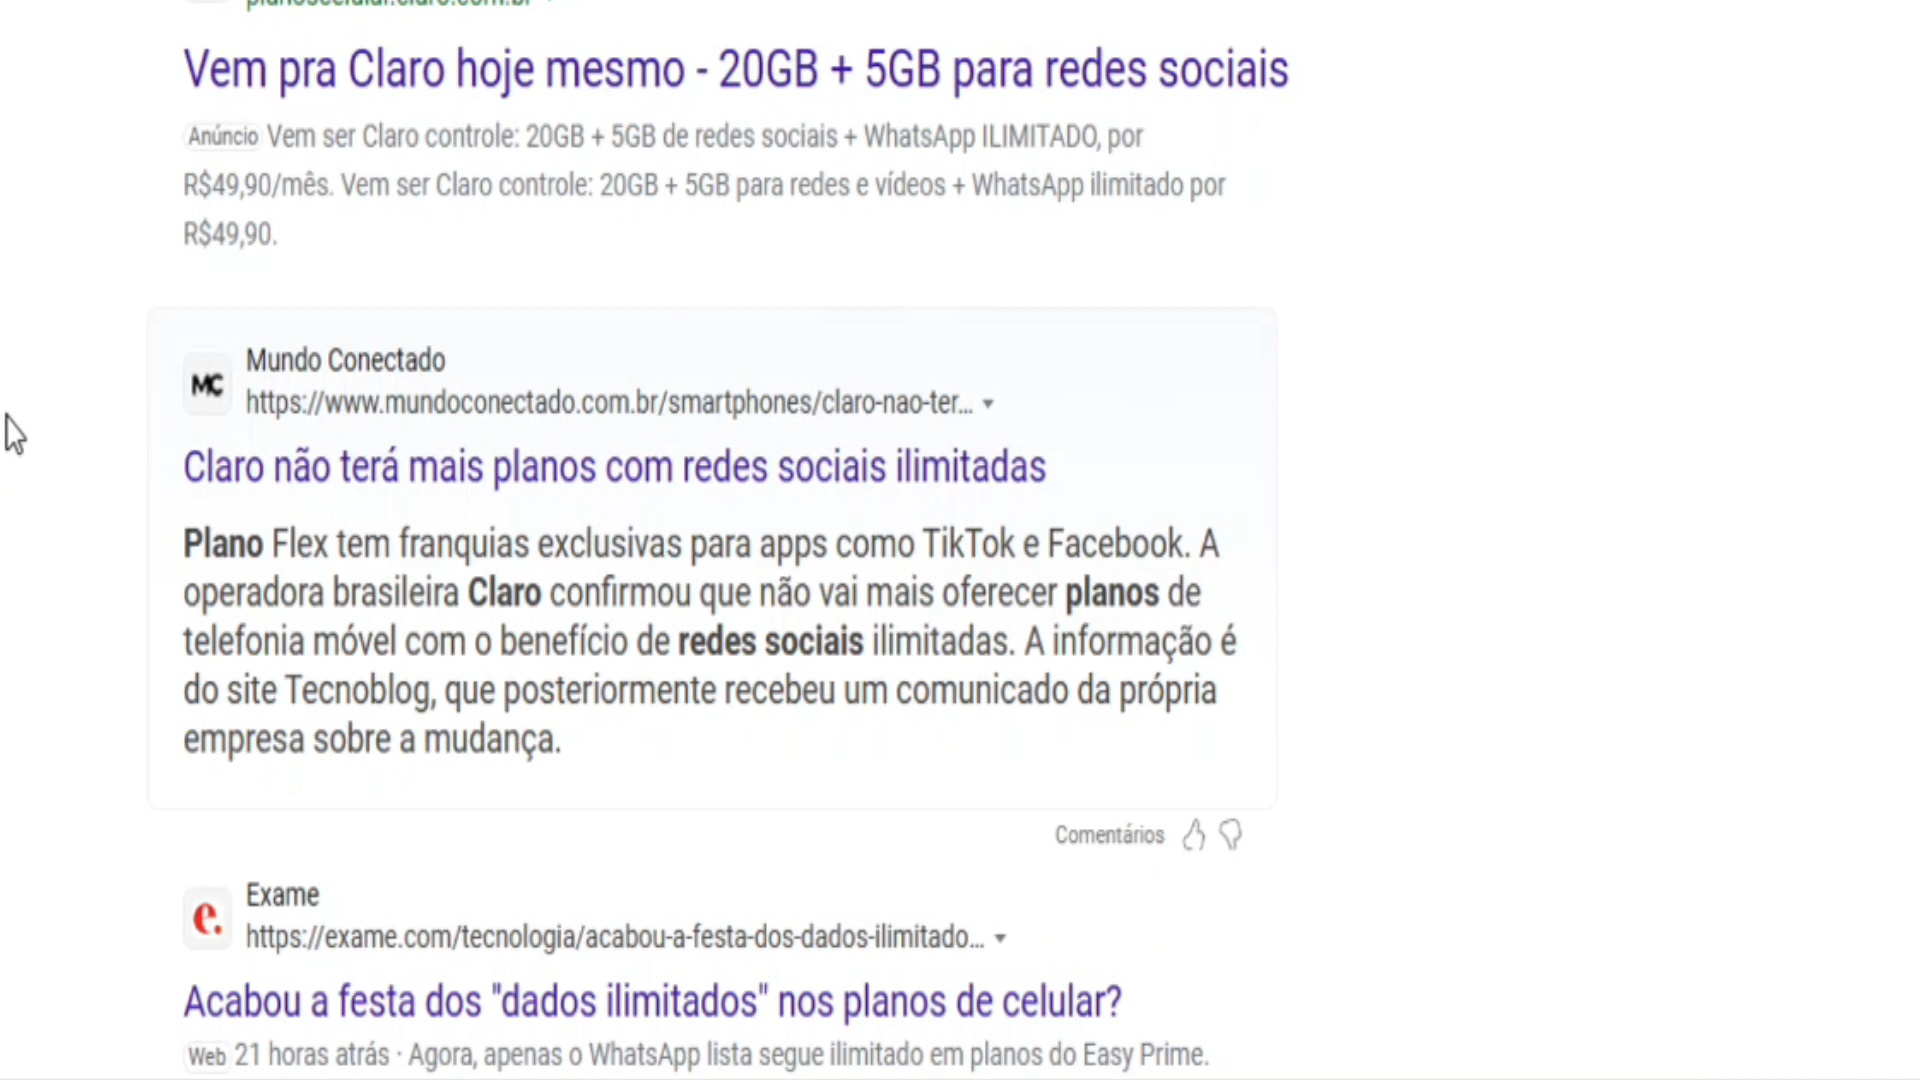 planoscelular.claro.com.br
Vem pra Claro hoje mesmo - 20GB + 5GB para redes sociais
Anúncio Vem ser Claro controle: 20GB + 5GB de redes sociais + WhatsApp ILIMITADO, por
R$49,90/mês. Vem ser Claro controle: 20GB + 5GB para redes e vídeos + WhatsApp ilimitado por
R$49,90.
Mundo Conectado
MC
https://www.mundoconectado.com.br/smartphones/claro-nao-ter...
Claro não terá mais planos com redes sociais ilimitadas
Plano Flex tem franquias exclusivas para apps como TikTok e Facebook. A
operadora brasileira Claro confirmou que não vai mais oferecer planos de
telefonia móvel com o benefício de redes sociais ilimitadas. A informação é
do site Tecnoblog, que posteriormente recebeu um comunicado da própria
empresa sobre a mudança.
Comentários
Exame
e.
https://exame.com/tecnologia/acabou-a-festa-dos-dados-ilimitado...
Acabou a festa dos "dados ilimitados" nos planos de celular?
Web 21 horas atrás · Agora, apenas o WhatsApp lista segue ilimitado em planos do Easy Prime.